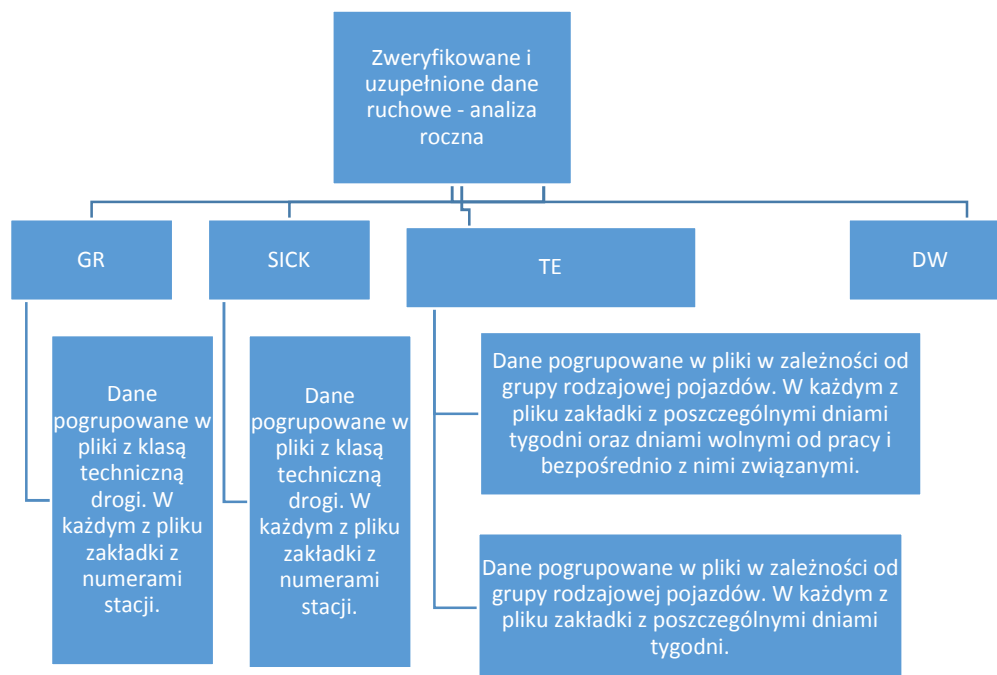 Zweryfikowane i
uzupełnione dane
ruchowe - analiza
roczna
GR
SICK
TE
DW
Dane
pogrupowane w
pliki z klasą
techniczną
drogi. W
każdym z pliku
zakładki z
numerami
stacji.
Dane
pogrupowane w
pliki z klasą
techniczną
drogi. W
każdym z pliku
zakładki z
numerami
stacji.
Dane pogrupowane w pliki w zależności od
grupy rodzajowej pojazdów. W każdym z
pliku zakładki z poszczególnymi dniami
tygodni oraz dniami wolnymi od pracy i
bezpośrednio z nimi związanymi.
Dane pogrupowane w pliki w zależności od
grupy rodzajowej pojazdów. W każdym z
pliku zakładki z poszczególnymi dniami
tygodni.